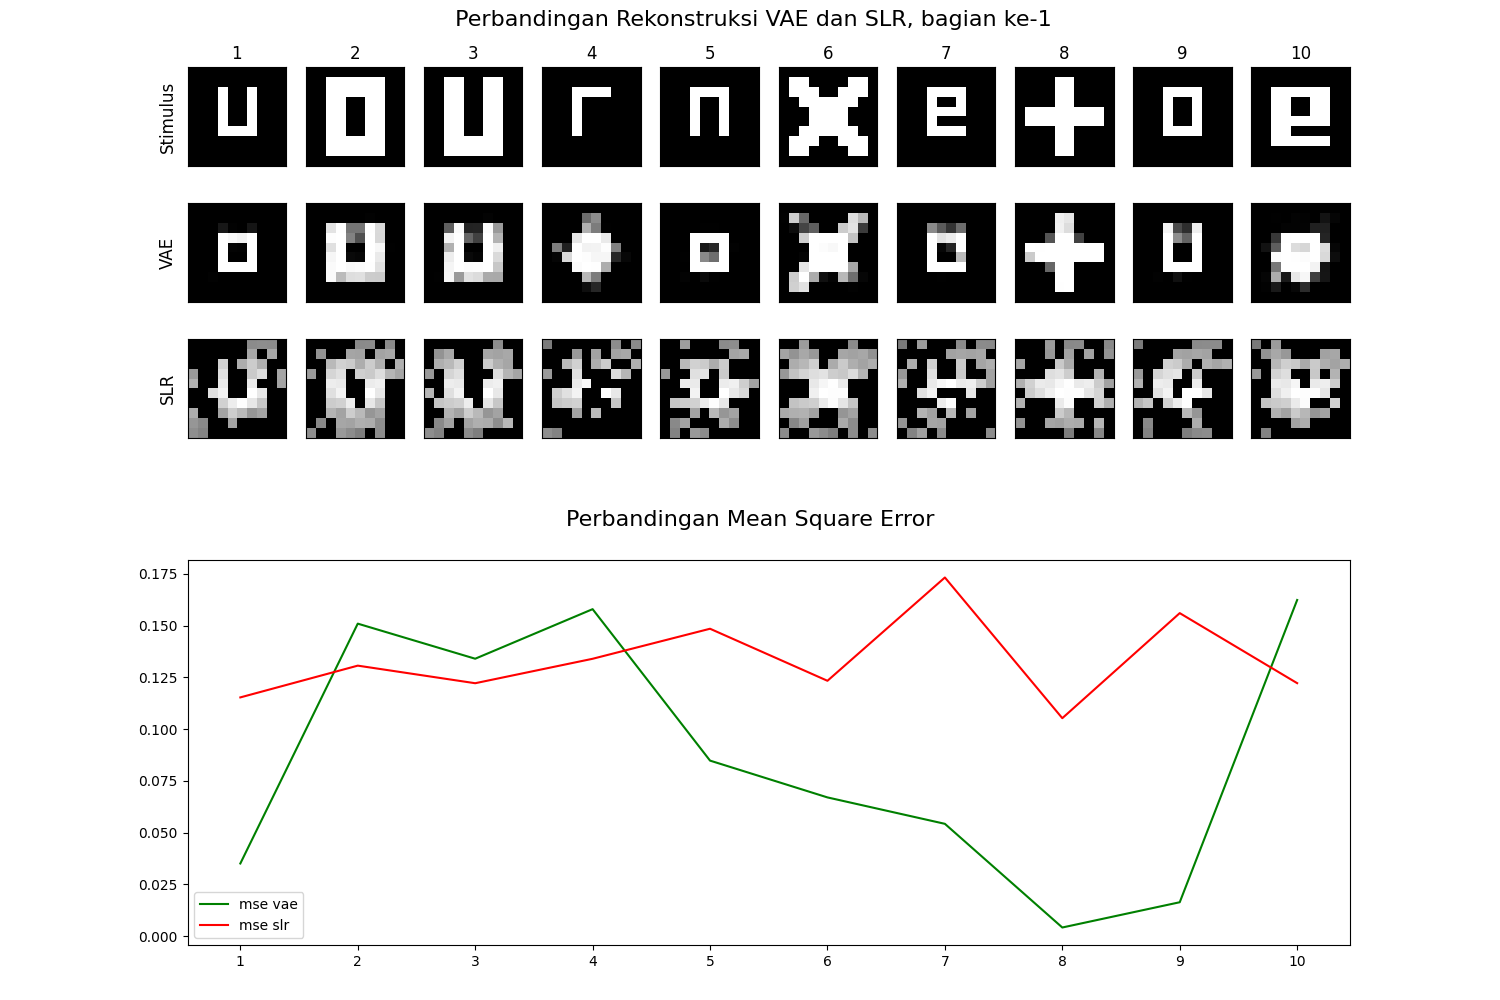 Perbandingan Rekonstruksi VAE dan SLR, bagian ke-1
1 2 3 4 5 6 7 8 9 10
Stimulus
u o u r n x e + o e
VAE
SLR
Perbandingan Mean Square Error
0.175
0.150
0.125
0.100
0.075
0.050
0.025
0.000
mse vae
mse slr
1 2 3 4 5 6 7 8 9 10